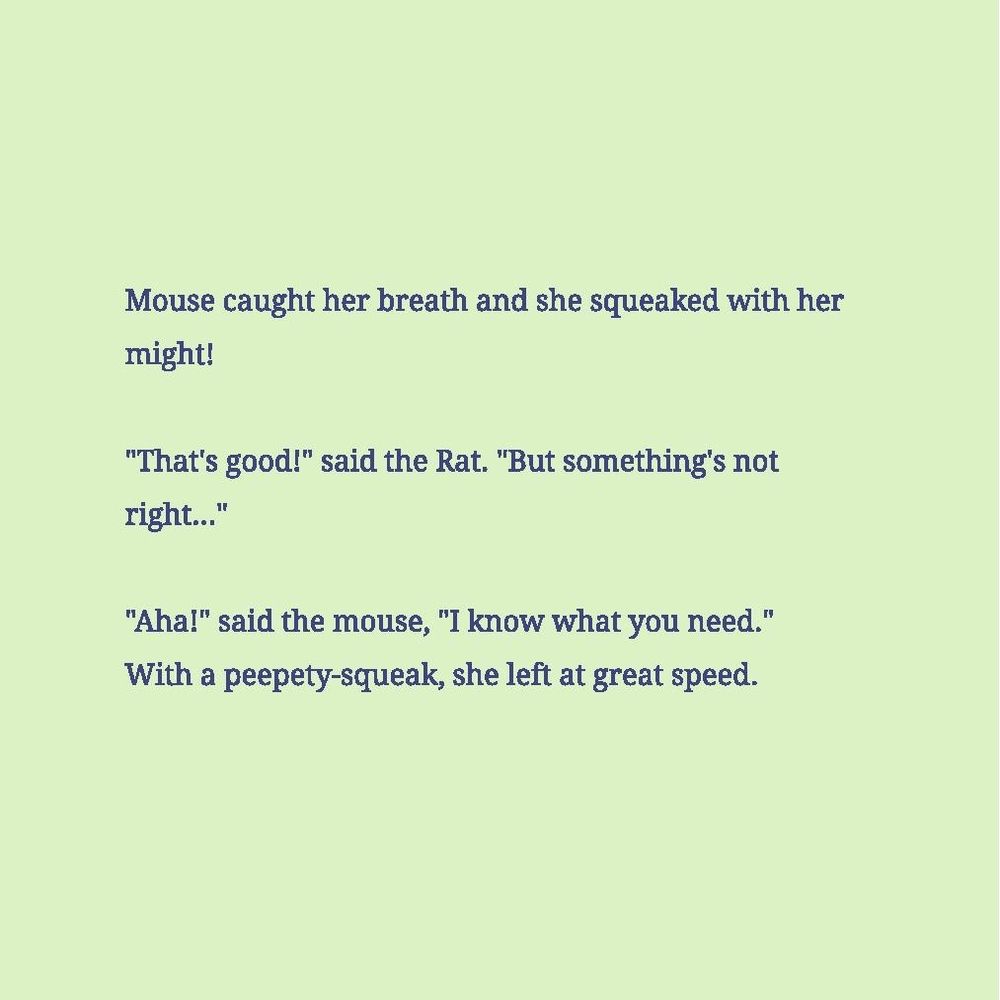 Mouse caught her breath and she squeaked with her
might!
"That's good!" said the Rat. "But something's not
right..."
"Aha!" said the mouse, "I know what you need."
With a peepety-squeak, she left at great speed.